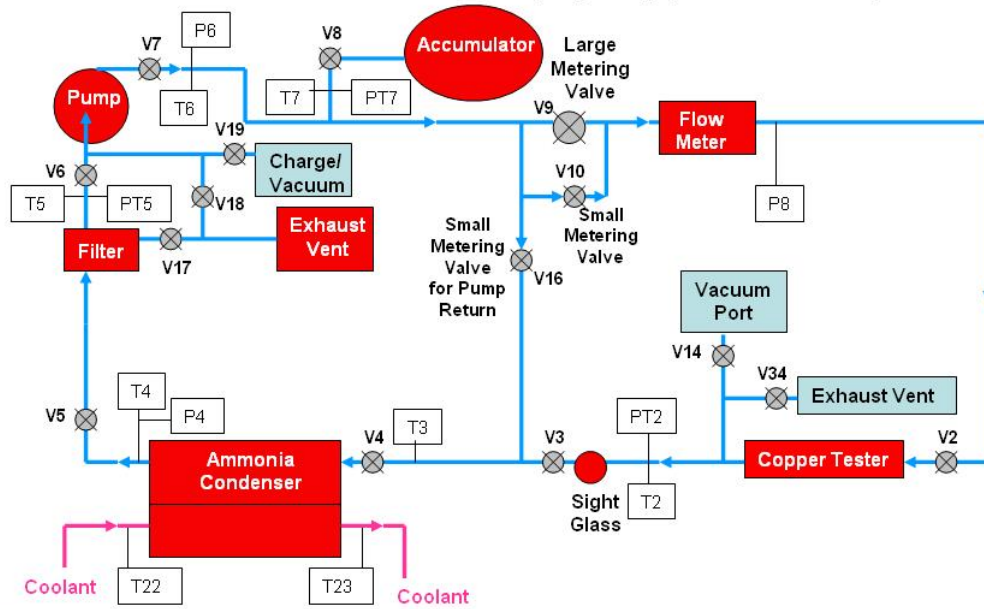 P6
V8
V7
Accumulator
Large
Metering
Valve
Pump
T7
PT7
T6
V9
Flow
Meter
V19
Charge/
Vacuum
V6
V10
T5
PT5
V18
P8
Small
Metering
Valve
Small
Metering
Valve
for Pump
Return
Exhaust
Vent
Filter
V17
V16
Vacuum
Port
V14
V34
T4
Exhaust Vent
V5
P4
T3
PT2
V4
V3
V2
Ammonia
Condenser
Copper Tester
Sight
Glass
T2
Coolant
T22
T23
Coolant